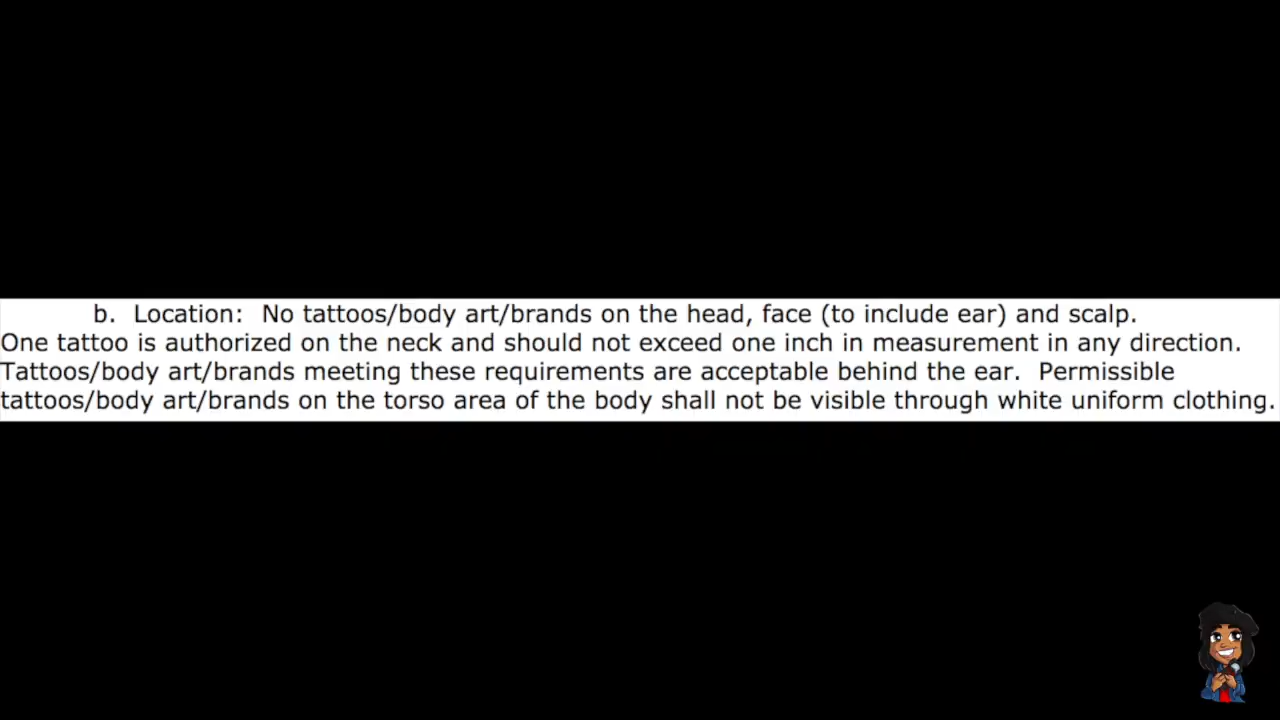 b. Location: No tattoos/body art/brands on the head, face (to include ear) and scalp.
One tattoo is authorized on the neck and should not exceed one inch in measurement in any direction.
Tattoos/body art/brands meeting these requirements are acceptable behind the ear. Permissible
tattoos/body art/brands on the torso area of the body shall not be visible through white uniform clothing.